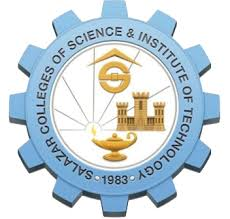 SALAZAR COLLEGES OF SCIENCE & INSTITUTE OF TECHNOLOGY
• 1983 •